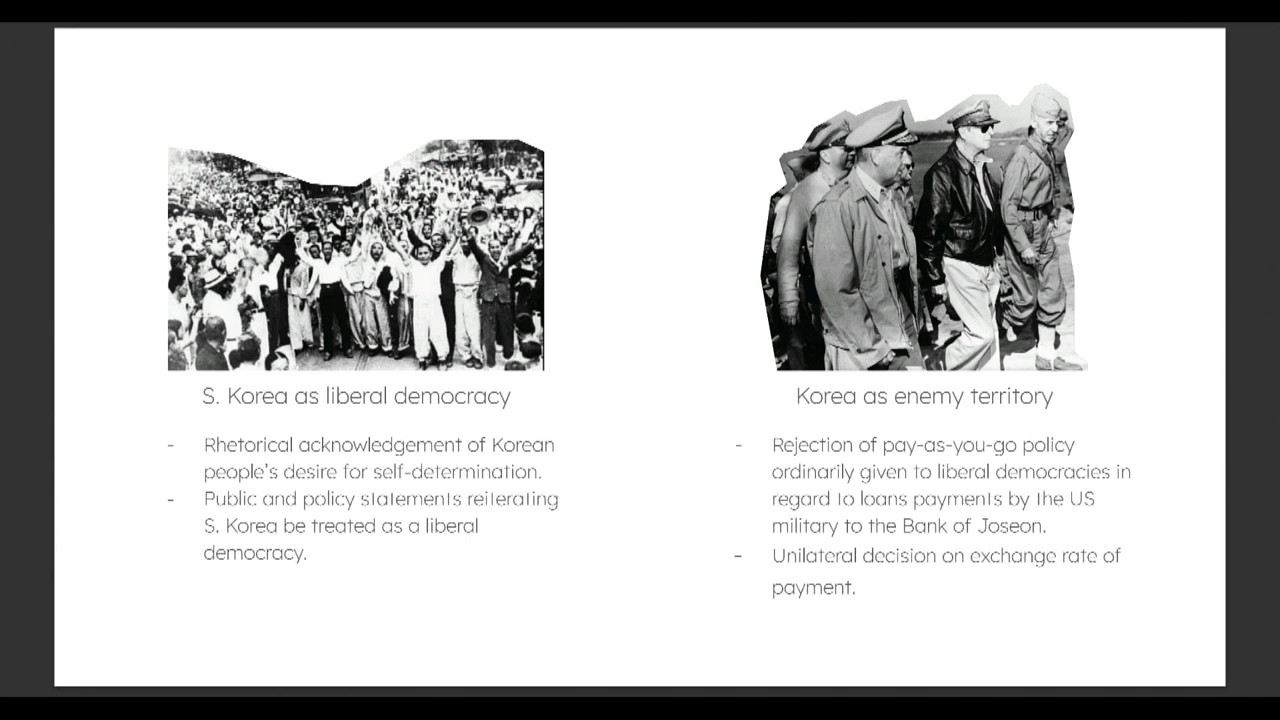 S. Korea as liberal democracy
- Rhetorical acknowledgement of Korean
people's desire for self-determination.
- Public and policy statements reiterating
S. Korea be treated as a liberal
democracy.
Korea as enemy territory
- Rejection of pay-as-you-go policy
ordinarily given to liberal democracies in
regard to loans payments by the US
military to the Bank of Joseon.
- Unilateral decision on exchange rate of
payment.